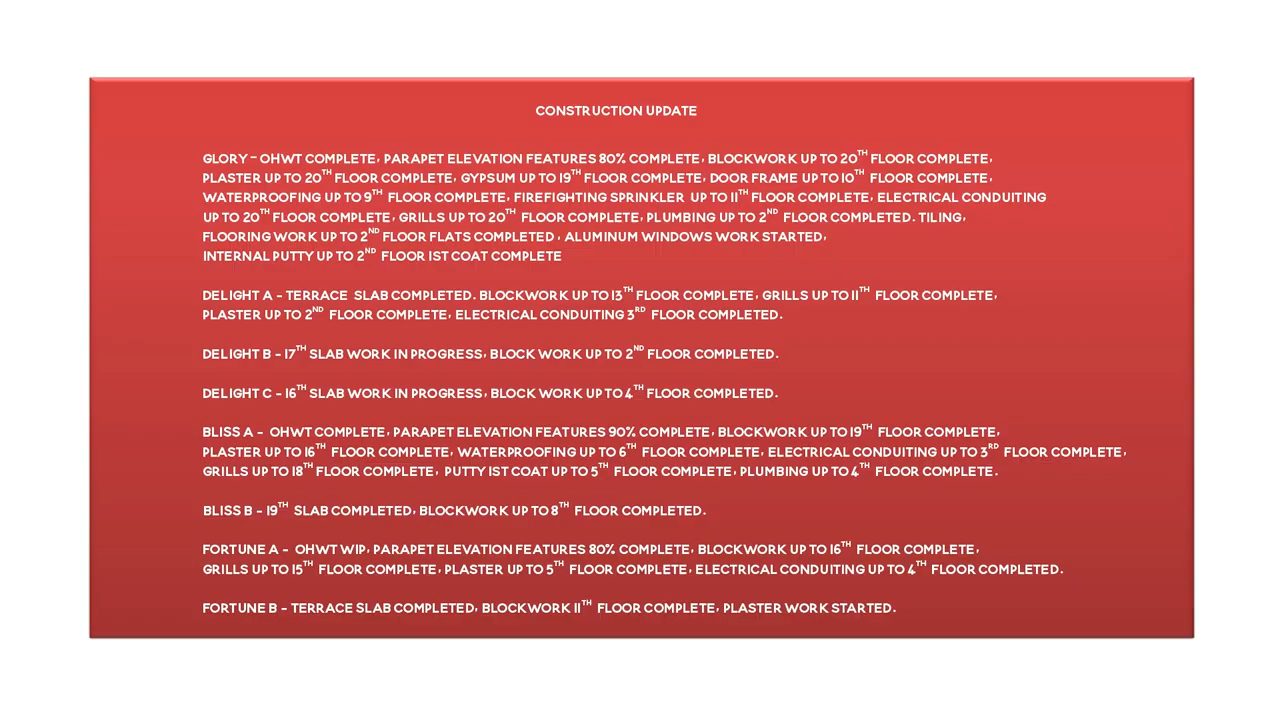 CONSTRUCTION UPDATE
GLORY – OHWT COMPLETE, PARAPET ELEVATION FEATURES 80% COMPLETE, BLOCKWORK UP TO 20TH FLOOR COMPLETE,
PLASTER UP TO 20TH FLOOR COMPLETE, GYPSUM UP TO 19TH FLOOR COMPLETE, DOOR FRAME UP TO 10TH FLOOR COMPLETE,
WATERPROOFING UP TO 9TH FLOOR COMPLETE, FIREFIGHTING SPRINKLER UP TO 11TH FLOOR COMPLETE, ELECTRICAL CONDUITING
UP TO 20TH FLOOR COMPLETE, GRILLS UP TO 20TH FLOOR COMPLETE, PLUMBING UP TO 2ND FLOOR COMPLETED. TILING,
FLOORING WORK UP TO 2ND FLOOR FLATS COMPLETED , ALUMINUM WINDOWS WORK STARTED,
INTERNAL PUTTY UP TO 2ND FLOOR 1ST COAT COMPLETE
DELIGHT A - TERRACE SLAB COMPLETED. BLOCKWORK UP TO 13TH FLOOR COMPLETE, GRILLS UP TO 11TH FLOOR COMPLETE,
PLASTER UP TO 2ND FLOOR COMPLETE, ELECTRICAL CONDUITING 3RD FLOOR COMPLETED.
DELIGHT B - 17TH SLAB WORK IN PROGRESS, BLOCK WORK UP TO 2ND FLOOR COMPLETED.
DELIGHT C - 16TH SLAB WORK IN PROGRESS, BLOCK WORK UP TO 4TH FLOOR COMPLETED.
BLISS A - OHWT COMPLETE, PARAPET ELEVATION FEATURES 90% COMPLETE, BLOCKWORK UP TO 19TH FLOOR COMPLETE,
PLASTER UP TO 16TH FLOOR COMPLETE, WATERPROOFING UP TO 6TH FLOOR COMPLETE, ELECTRICAL CONDUITING UP TO 3RD FLOOR COMPLETE,
GRILLS UP TO 18TH FLOOR COMPLETE, PUTTY 1ST COAT UP TO 5TH FLOOR COMPLETE, PLUMBING UP TO 4TH FLOOR COMPLETE.
BLISS B - 19TH SLAB COMPLETED, BLOCKWORK UP TO 8TH FLOOR COMPLETED.
FORTUNE A - OHWT WIP, PARAPET ELEVATION FEATURES 80% COMPLETE, BLOCKWORK UP TO 16TH FLOOR COMPLETE,
GRILLS UP TO 15TH FLOOR COMPLETE, PLASTER UP TO 5TH FLOOR COMPLETE, ELECTRICAL CONDUITING UP TO 4TH FLOOR COMPLETED.
FORTUNE B - TERRACE SLAB COMPLETED, BLOCKWORK 11TH FLOOR COMPLETE, PLASTER WORK STARTED.